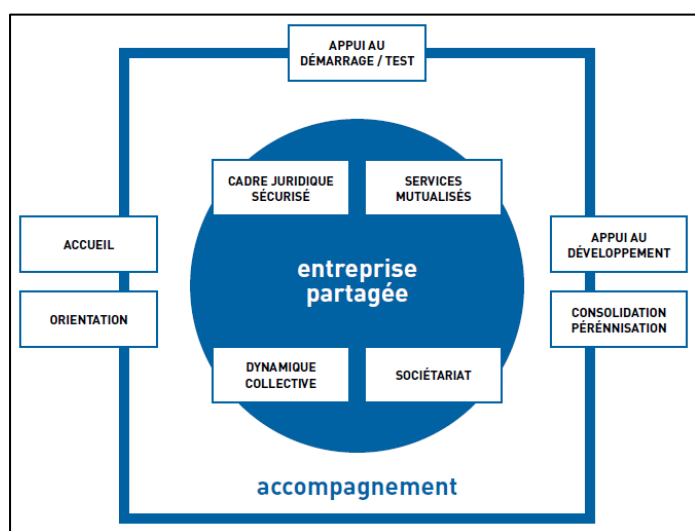 APPUI AU
DÉMARRAGE / TEST
CADRE JURIDIQUE
SÉCURISÉ
SERVICES
MUTUALISÉS
ACCUEIL
APPUI AU
DÉVELOPPEMENT
entreprise
partagée
ORIENTATION
CONSOLIDATION
PÉRÉNNISATION
DYNAMIQUE
COLLECTIVE
SOCIÉTARIAT
accompagnement